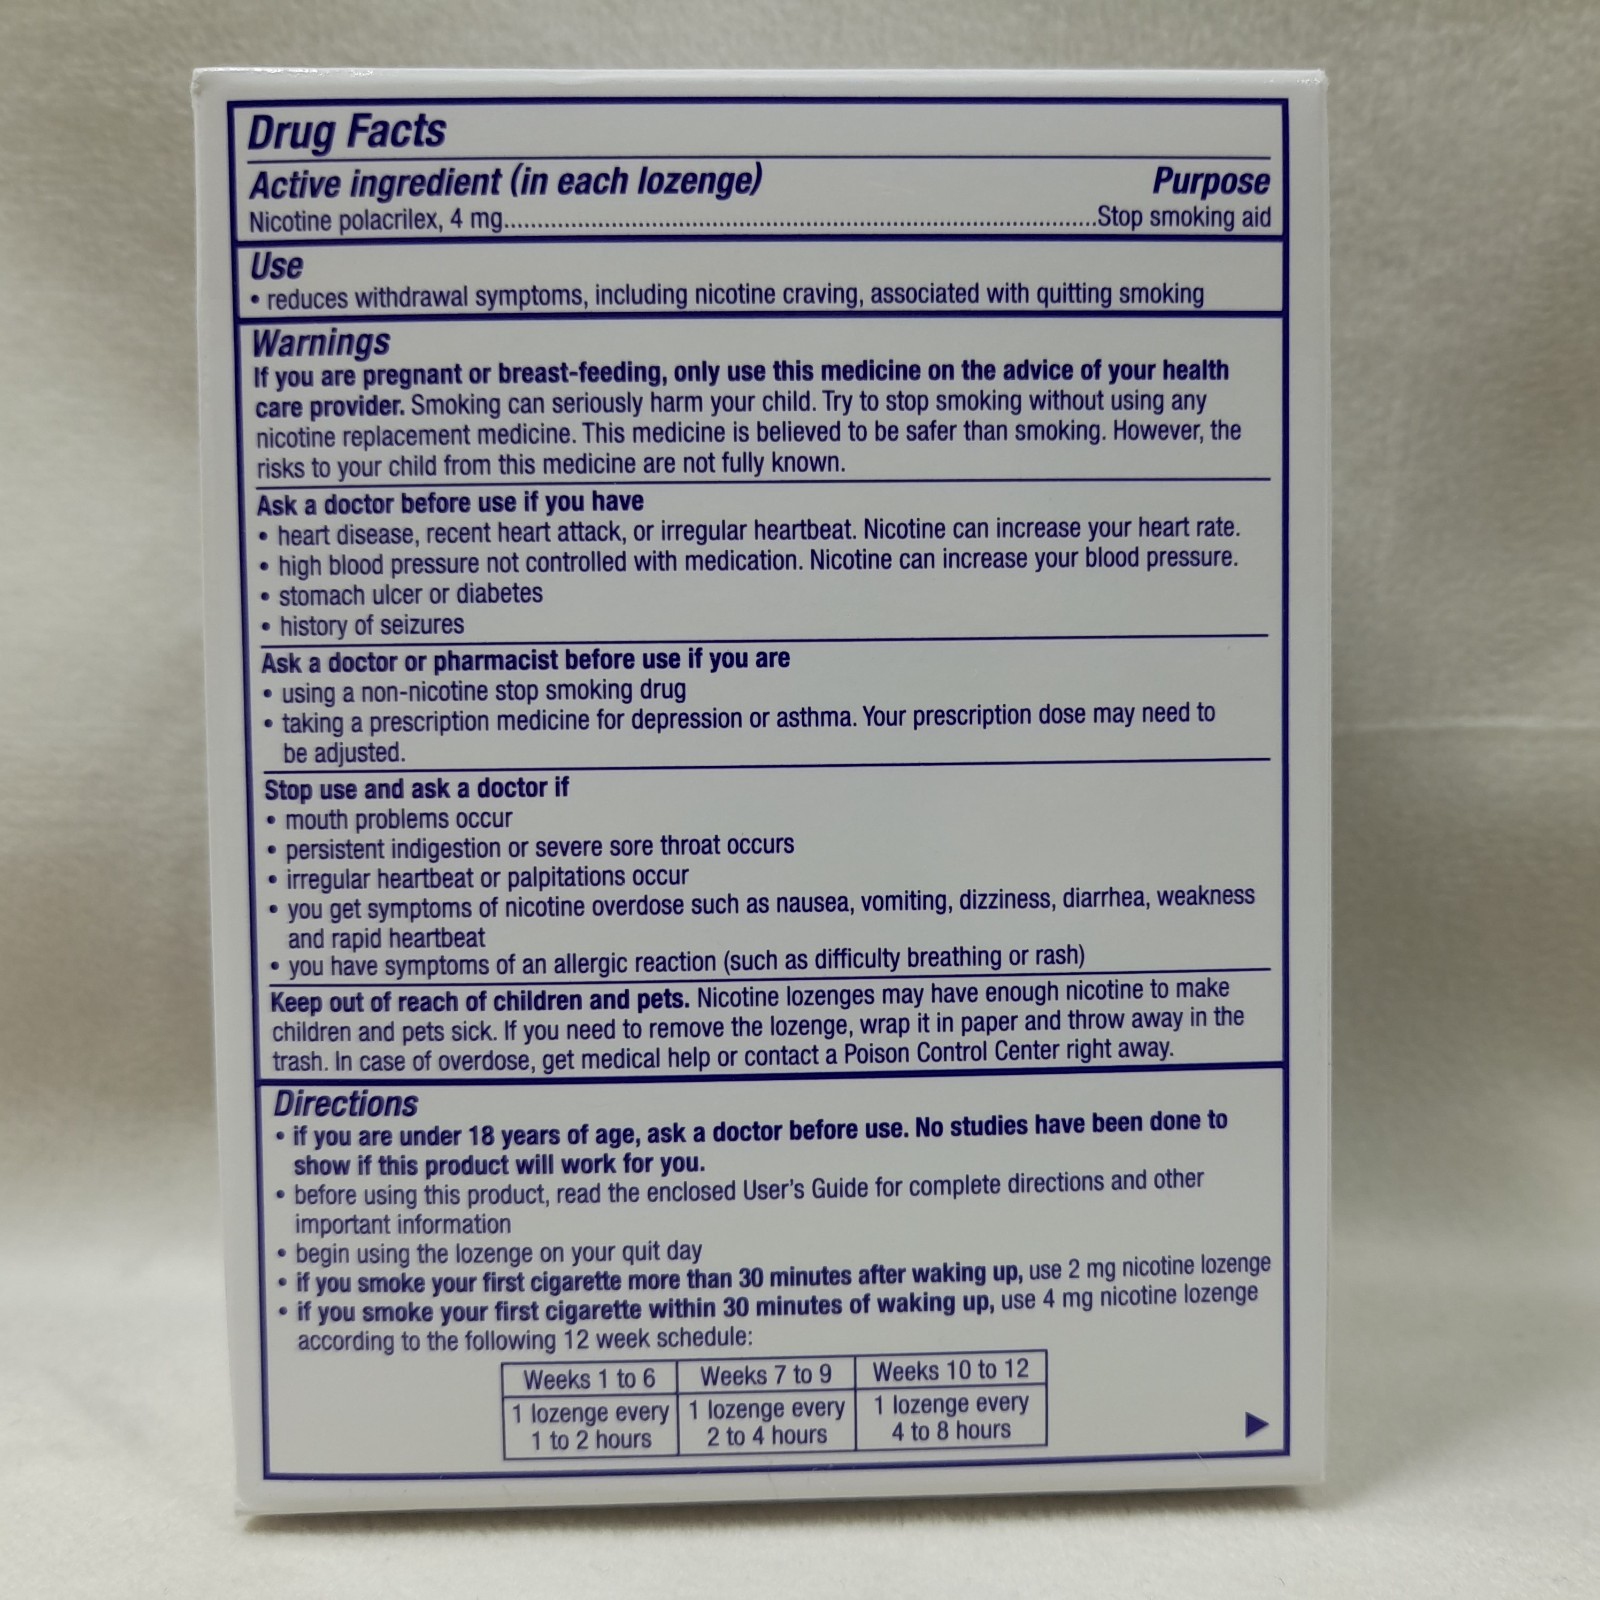 Drug Facts
Active ingredient (in each lozenge) Purpose
Nicotine polacrilex, 4 mg..........................................................................................Stop smoking aid
Use
• reduces withdrawal symptoms, including nicotine craving, associated with quitting smoking
Warnings
If you are pregnant or breast-feeding, only use this medicine on the advice of your health
care provider. Smoking can seriously harm your child. Try to stop smoking without using any
nicotine replacement medicine. This medicine is believed to be safer than smoking. However, the
risks to your child from this medicine are not fully known.
Ask a doctor before use if you have
• heart disease, recent heart attack, or irregular heartbeat. Nicotine can increase your heart rate.
• high blood pressure not controlled with medication. Nicotine can increase your blood pressure.
• stomach ulcer or diabetes
• history of seizures
Ask a doctor or pharmacist before use if you are
• using a non-nicotine stop smoking drug
• taking a prescription medicine for depression or asthma. Your prescription dose may need to
be adjusted.
Stop use and ask a doctor if
• mouth problems occur
• persistent indigestion or severe sore throat occurs
• irregular heartbeat or palpitations occur
• you get symptoms of nicotine overdose such as nausea, vomiting, dizziness, diarrhea, weakness
and rapid heartbeat
• you have symptoms of an allergic reaction (such as difficulty breathing or rash)
Keep out of reach of children and pets. Nicotine lozenges may have enough nicotine to make
children and pets sick. If you need to remove the lozenge, wrap it in paper and throw away in the
trash. In case of overdose, get medical help or contact a Poison Control Center right away.
Directions
• if you are under 18 years of age, ask a doctor before use. No studies have been done to
show if this product will work for you.
• before using this product, read the enclosed User's Guide for complete directions and other
important information
• begin using the lozenge on your quit day
• if you smoke your first cigarette more than 30 minutes after waking up, use 2 mg nicotine lozenge
• if you smoke your first cigarette within 30 minutes of waking up, use 4 mg nicotine lozenge
according to the following 12 week schedule:
Weeks 1 to 6 Weeks 7 to 9 Weeks 10 to 12
1 lozenge every 1 lozenge every 1 lozenge every
1 to 2 hours 2 to 4 hours 4 to 8 hours